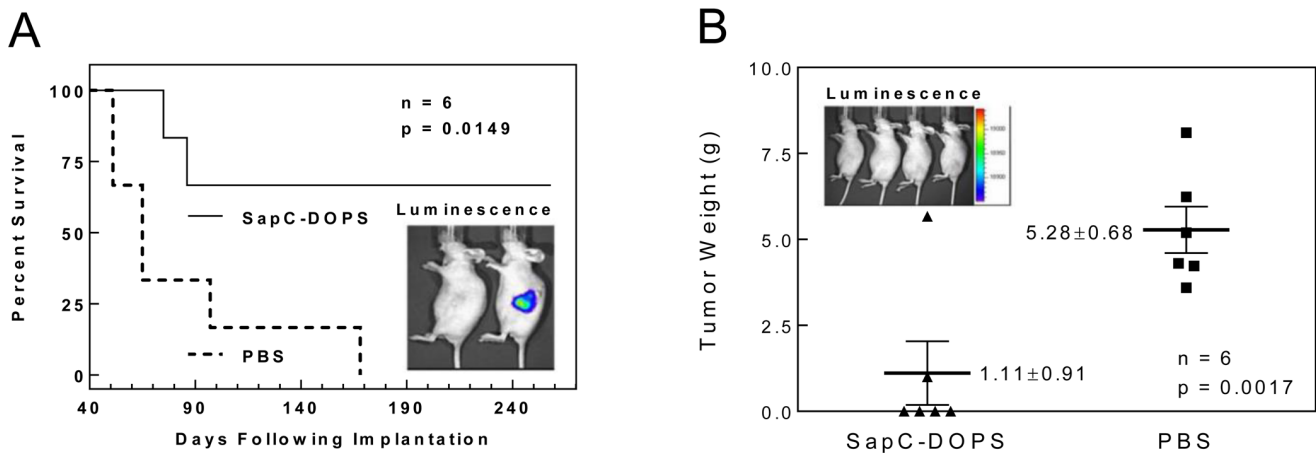 A
Percent Survival
100
75
50
25
0
n = 6
p = 0.0149
SapC-DOPS
Luminescence
PBS
40 90 140 190 240
Days Following Implantation
B
Tumor Weight (g)
10.0
7.5
5.0
2.5
0.0
Luminescence
5.28±0.68
1.11±0.91
n = 6
p = 0.0017
SapC-DOPS PBS